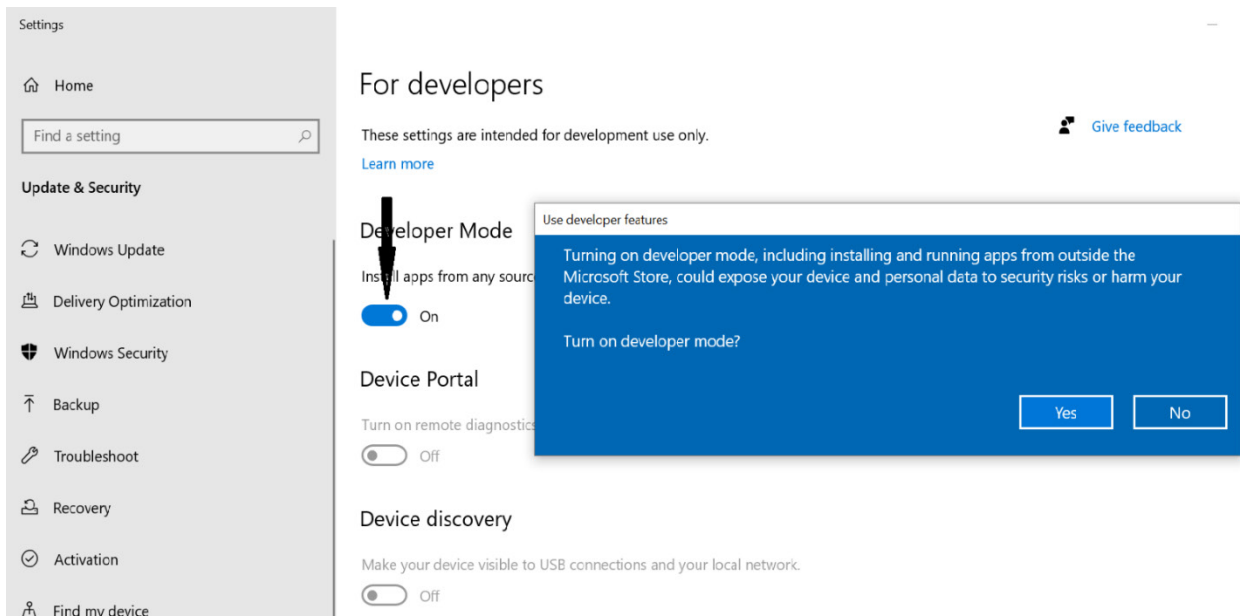 Settings
Home
Find a setting
Update & Security
Windows Update
Delivery Optimization
Windows Security
Backup
Troubleshoot
Recovery
Activation
Find my device
For developers
These settings are intended for development use only.
Learn more
Give feedback
Developer Mode
Install apps from any
On
Device Portal
Turn on remote diagnostics
Off
Device discovery
Make your device visible to USB connections and your local network.
Off
Use developer features
Turning on developer mode, including installing and running apps from outside the
Microsoft Store, could expose your device and personal data to security risks or harm your
device.
Turn on developer mode?
Yes
No